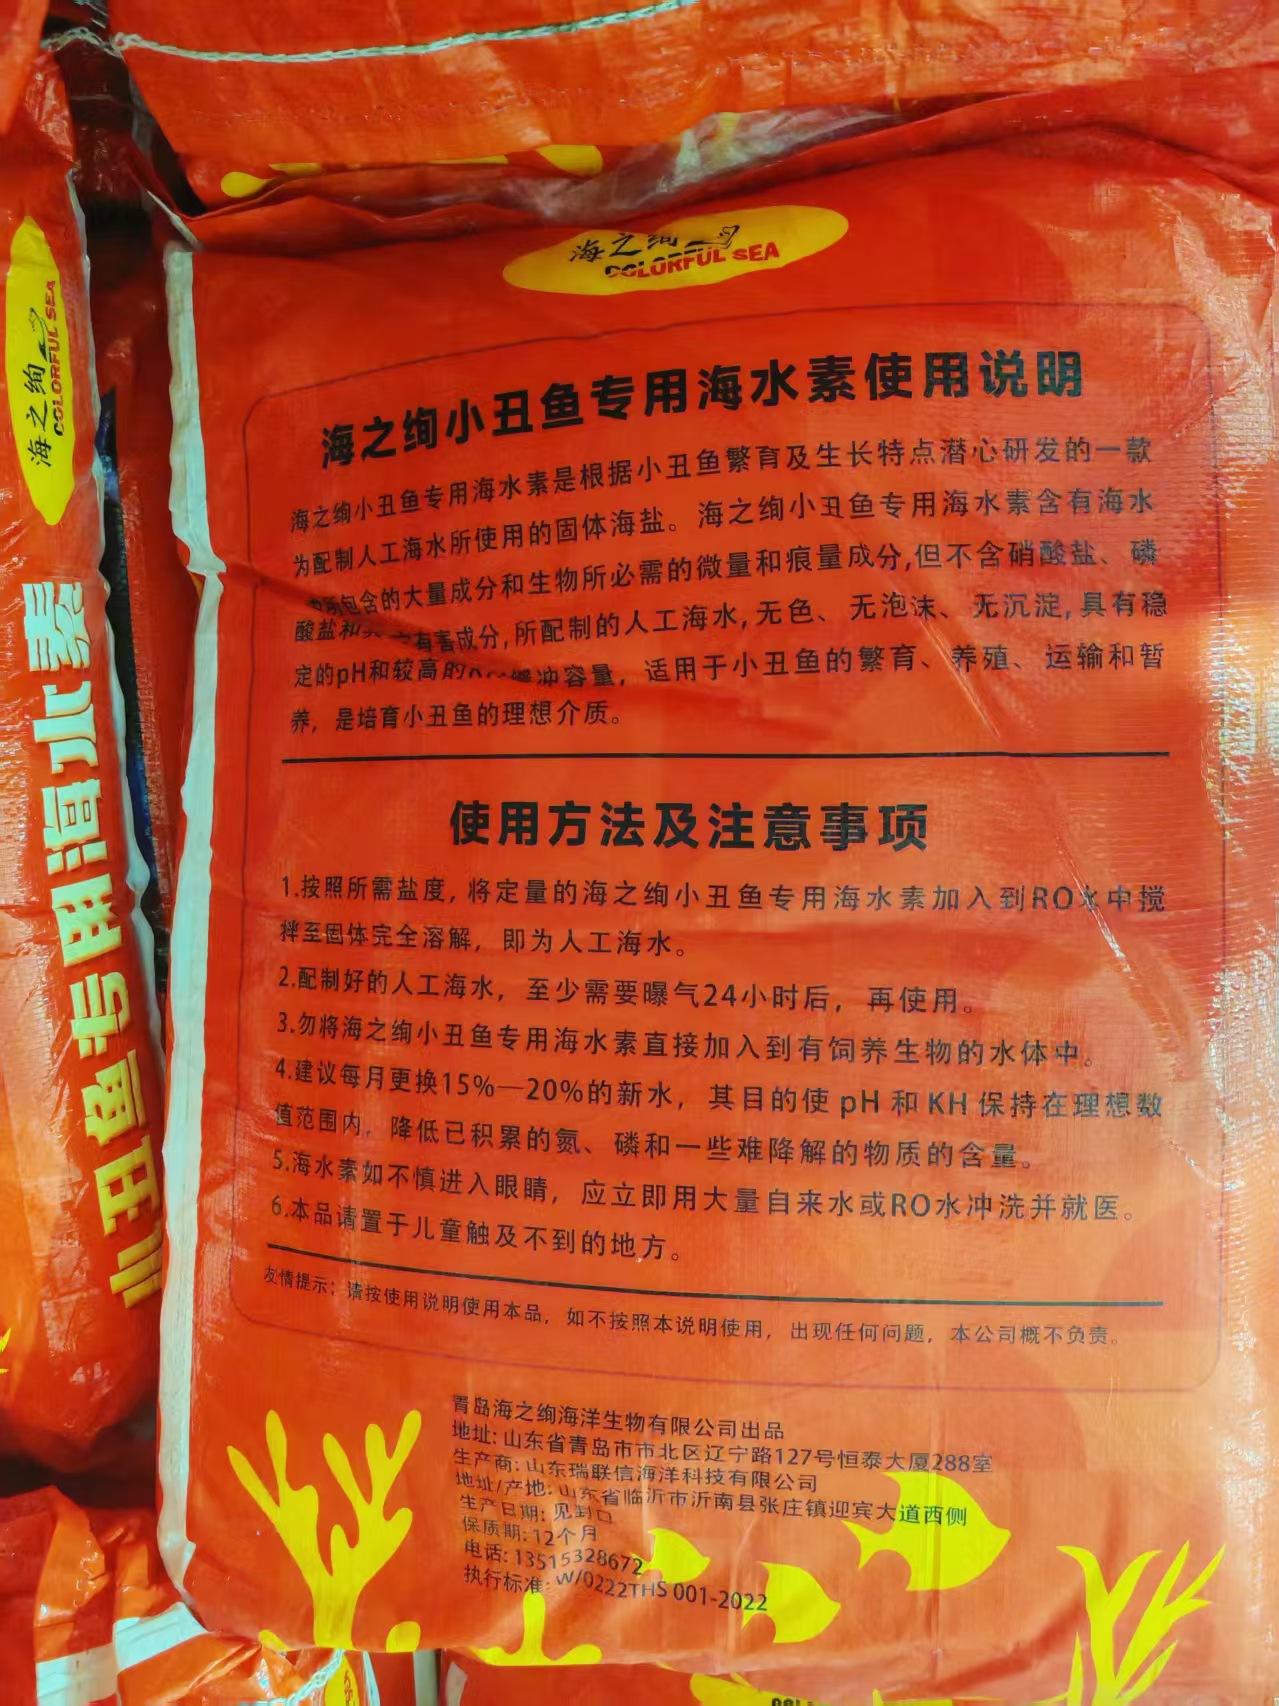 海之绚
COLORFUL SEA
海之绚小丑鱼专用海水素使用说明
海之绚小丑鱼专用海水素是根据小丑鱼繁育及生长特点潜心研发的一款
为配制人工海水所使用的固体海盐。海之绚小丑鱼专用海水素含有海水
中所包含的大量成分和生物所必需的微量和痕量成分,但不含硝酸盐、磷
酸盐和 有害成分,所配制的人工海水,无色、无泡沫、无沉淀,具有稳
定的pH和较高的 缓冲容量，适用于小丑鱼的繁育、养殖、运输和暂
养，是培育小丑鱼的理想介质。
使用方法及注意事项
1.按照所需盐度,将定量的海之绚小丑鱼专用海水素加入到RO水中搅
拌至固体完全溶解，即为人工海水。
2.配制好的人工海水，至少需要曝气24小时后，再使用。
3.勿将海之绚小丑鱼专用海水素直接加入到有饲养生物的水体中。
4.建议每月更换15%—20%的新水，其目的使pH和KH保持在理想数
值范围内，降低已积累的氮、磷和一些难降解的物质的含量。
5.海水素如不慎进入眼睛，应立即用大量自来水或RO水冲洗并就医。
6.本品请置于儿童触及不到的地方。
友情提示：请按使用说明使用本品，如不按照本说明使用，出现任何问题，本公司概不负责。
青岛海之绚海洋生物有限公司出品
地址:山东省青岛市市北区辽宁路127号恒泰大厦288室
生产商:山东瑞联信海洋科技有限公司
地址/产地:山东省临沂市沂南县张庄镇迎宾大道西侧
生产日期:见封口
保质期:12个月
电话:13515328672
执行标准:W/0222THS 001-2022
海之绚
COLORFUL SEA
小丑鱼专用海水素